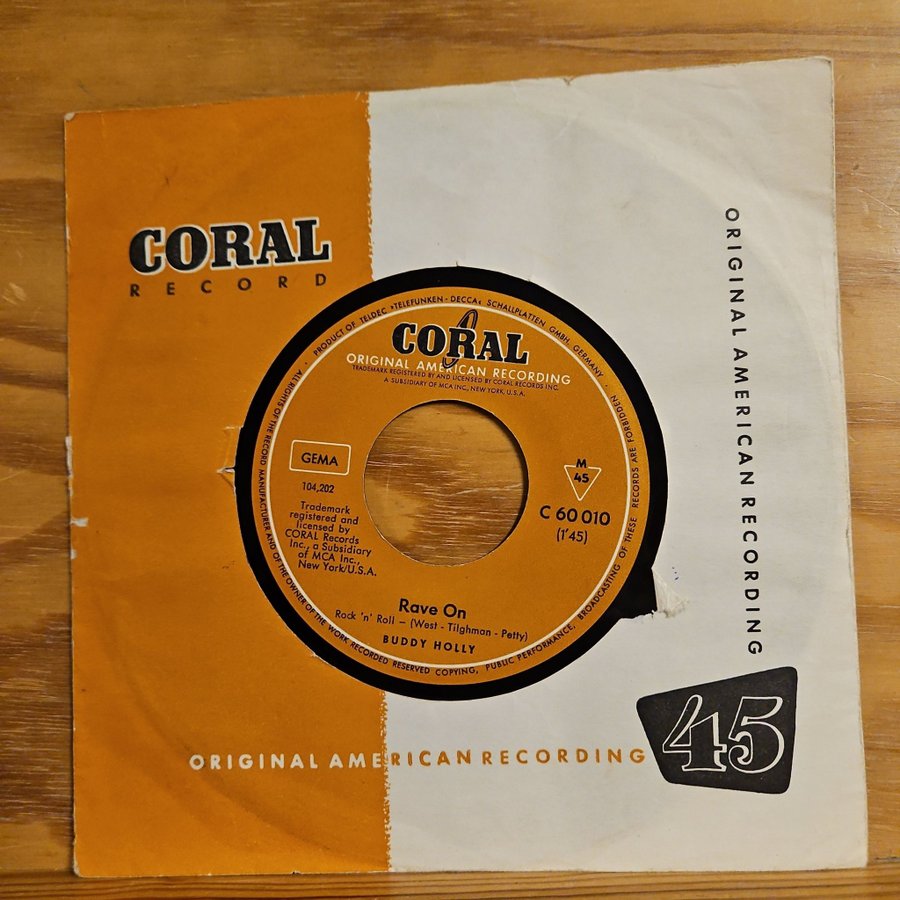 CORAL
RECORD
ORIGINAL AMERICAN RECORDING
PRODUCT OF TELDEC »TELEFUNKEN - DECCA« SCHALLPLATTEN GMBH, GERMANY ·
ALL RIGHTS OF THE RECORD MANUFACTURER AND OF THE OWNER OF THE WORK RECORDED RESERVED COPYING, PUBLIC PERFORMANCE, BROADCASTING OF THESE RECORDS ARE FORBIDDEN
CORAL
ORIGINAL AMERICAN RECORDING
TRADEMARK REGISTERED BY AND LICENSED BY CORAL RECORDS INC.
A SUBSIDIARY OF MCA INC., NEW YORK, U.S.A.
GEMA
104,202
Trademark
registered and
licensed by
CORAL Records
Inc., a Subsidiary
of MCA Inc.,
New York/U.S.A.
M
45
C 60 010
(1'45)
Rave On
Rock 'n' Roll – (West - Tilghman - Petty)
BUDDY HOLLY
ORIGINAL AMERICAN RECORDING
45